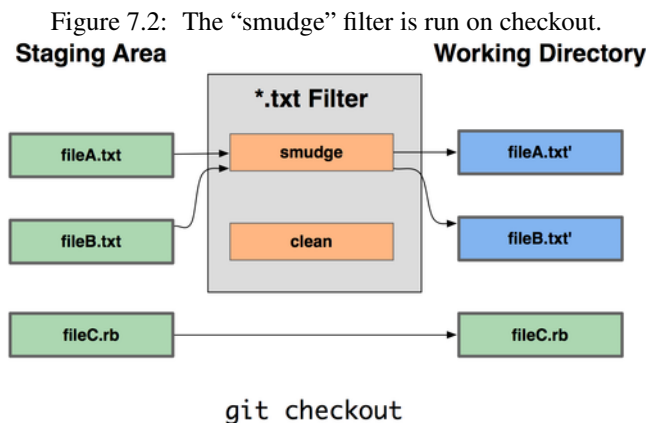 Figure 7.2: The “smudge” filter is run on checkout.
Staging Area
Working Directory
*.txt Filter
fileA.txt
smudge
fileA.txt'
fileB.txt
clean
fileB.txt'
fileC.rb
fileC.rb
git checkout